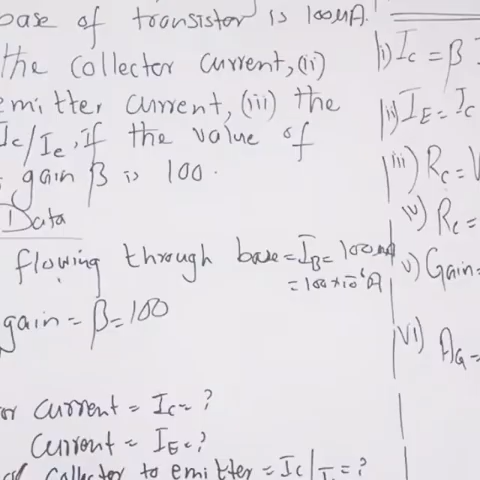 base of transistor is 100μA.
the collector current, (ii)
emitter current, (iii) the
Ic/Ie, if the value of
gain β is 100.
Data
flowing through base = IB = 100μA
= 100×10⁻⁶A
gain = β = 100
current = Ic = ?
current = IE = ?
collector to emitter = Ic/I = ?
i) Ic = β
ii) IE = Ic
iii) Rc =
iv) Rc =
v) Gain =
vi) AG =